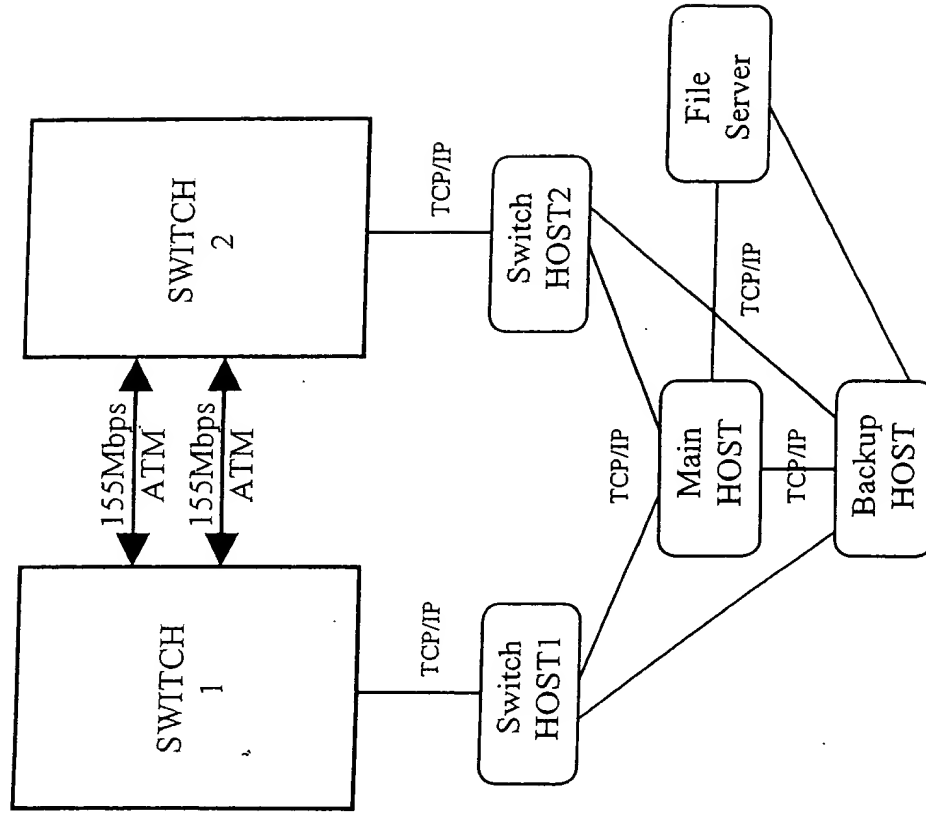 SWITCH
1
155Mbps
ATM
155Mbps
ATM
SWITCH
2
TCP/IP
TCP/IP
Switch
HOST1
Switch
HOST2
TCP/IP
Main
HOST
TCP/IP
File
Server
TCP/IP
Backup
HOST